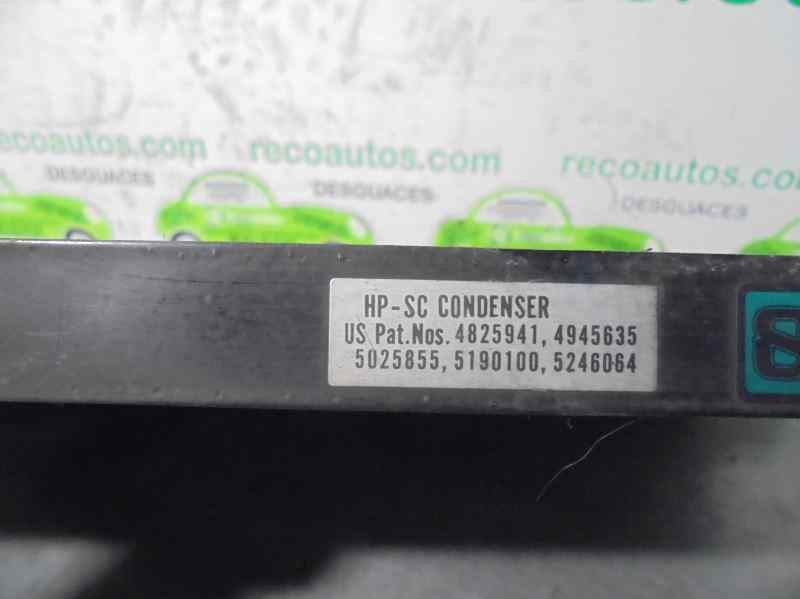 recoautos.com recoautos.com recoautos.com
DESGUACES DESGUACES DESGUACES
HP-SC CONDENSER
US Pat.Nos. 4825941, 4945635
5025855, 5190100, 5246064
8